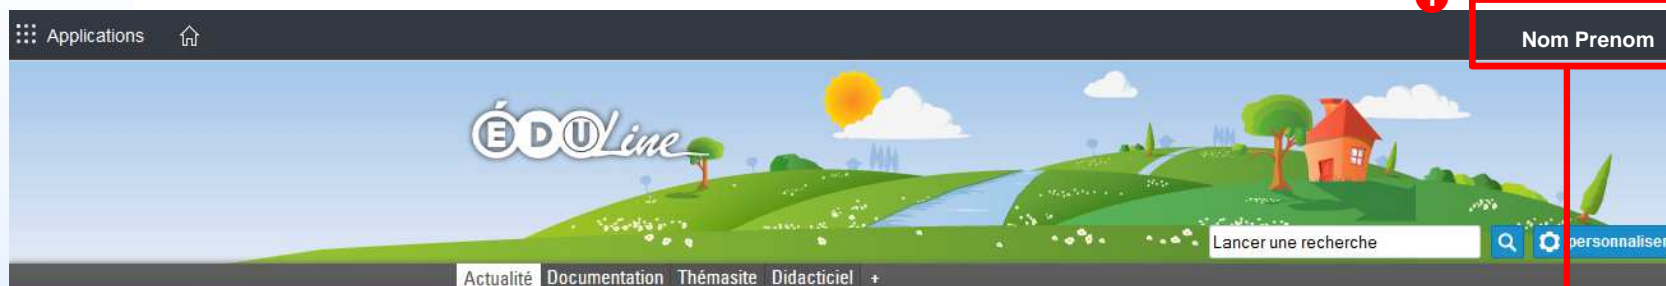 Applications
Nom Prenom
ÉDULine
Lancer une recherche
personnaliser
Actualité Documentation Thémasite Didacticiel +